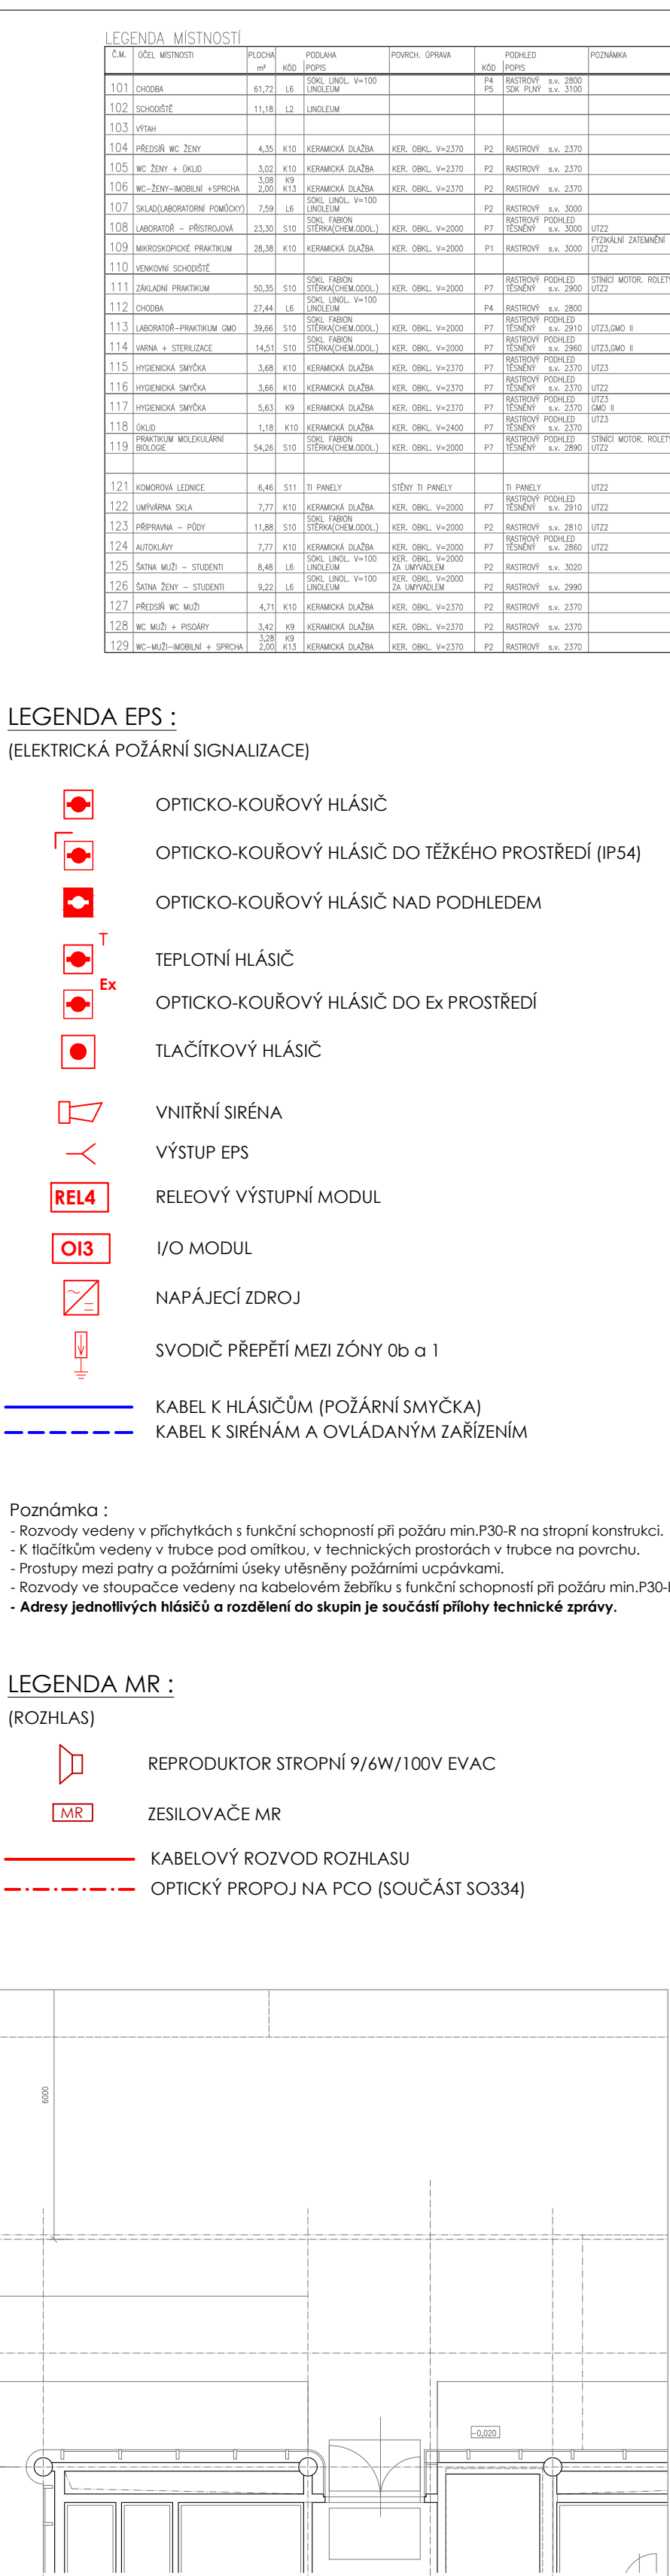 LEGENDA MÍSTNOSTÍ
Č.M. ÚČEL MÍSTNOSTI PLOCHA PODLAHA POVRCH. ÚPRAVA PODHLED POZNÁMKA
m² KÓD POPIS KÓD POPIS
SOKL LINOL. V=100 P4 RASTROVÝ s.v. 2800
101 CHODBA 61,72 L6 LINOLEUM P5 SDK PLNÝ s.v. 3100
102 SCHODIŠTĚ 11,18 L2 LINOLEUM
103 VÝTAH
104 PŘEDSÍŇ WC ŽENY 4,35 K10 KERAMICKÁ DLAŽBA KER. OBKL. V=2370 P2 RASTROVÝ s.v. 2370
105 WC ŽENY + ÚKLID 3,02 K10 KERAMICKÁ DLAŽBA KER. OBKL. V=2370 P2 RASTROVÝ s.v. 2370
3,08 K9
106 WC-ŽENY-IMOBILNÍ +SPRCHA 2,00 K13 KERAMICKÁ DLAŽBA KER. OBKL. V=2370 P2 RASTROVÝ s.v. 2370
SOKL LINOL. V=100
107 SKLAD(LABORATORNÍ POMŮCKY) 7,59 L6 LINOLEUM P2 RASTROVÝ s.v. 3000
SOKL FABION RASTROVÝ PODHLED
108 LABORATOŘ - PŘÍSTROJOVÁ 23,30 S10 STĚRKA(CHEM.ODOL.) KER. OBKL. V=2000 P7 TĚSNĚNÝ s.v. 3000 UTZ2
FYZIKÁLNÍ ZATEMNĚNÍ
109 MIKROSKOPICKÉ PRAKTIKUM 28,38 K10 KERAMICKÁ DLAŽBA KER. OBKL. V=2000 P1 RASTROVÝ s.v. 3000 UTZ2
110 VENKOVNÍ SCHODIŠTĚ
SOKL FABION RASTROVÝ PODHLED STÍNÍCÍ MOTOR. ROLETY
111 ZÁKLADNÍ PRAKTIKUM 50,35 S10 STĚRKA(CHEM.ODOL.) KER. OBKL. V=2000 P7 TĚSNĚNÝ s.v. 2900 UTZ2
SOKL LINOL. V=100
112 CHODBA 27,44 L6 LINOLEUM P4 RASTROVÝ s.v. 2800
SOKL FABION RASTROVÝ PODHLED
113 LABORATOŘ-PRAKTIKUM GMO 39,66 S10 STĚRKA(CHEM.ODOL.) KER. OBKL. V=2000 P7 TĚSNĚNÝ s.v. 2910 UTZ3,GMO II
SOKL FABION RASTROVÝ PODHLED
114 VARNA + STERILIZACE 14,51 S10 STĚRKA(CHEM.ODOL.) KER. OBKL. V=2000 P7 TĚSNĚNÝ s.v. 2960 UTZ3,GMO II
RASTROVÝ PODHLED
115 HYGIENICKÁ SMYČKA 3,68 K10 KERAMICKÁ DLAŽBA KER. OBKL. V=2370 P7 TĚSNĚNÝ s.v. 2370 UTZ3
RASTROVÝ PODHLED
116 HYGIENICKÁ SMYČKA 3,66 K10 KERAMICKÁ DLAŽBA KER. OBKL. V=2370 P7 TĚSNĚNÝ s.v. 2370 UTZ2
RASTROVÝ PODHLED UTZ3
117 HYGIENICKÁ SMYČKA 5,63 K9 KERAMICKÁ DLAŽBA KER. OBKL. V=2370 P7 TĚSNĚNÝ s.v. 2370 GMO II
RASTROVÝ PODHLED UTZ3
118 ÚKLID 1,18 K10 KERAMICKÁ DLAŽBA KER. OBKL. V=2400 P7 TĚSNĚNÝ s.v. 2370
PRAKTIKUM MOLEKULÁRNÍ SOKL FABION RASTROVÝ PODHLED STÍNÍCÍ MOTOR. ROLETY
119 BIOLOGIE 54,26 S10 STĚRKA(CHEM.ODOL.) KER. OBKL. V=2000 P7 TĚSNĚNÝ s.v. 2890 UTZ2
121 KOMOROVÁ LEDNICE 6,46 S11 TI PANELY STĚNY TI PANELY TI PANELY UTZ2
RASTROVÝ PODHLED
122 UMÝVÁRNA SKLA 7,77 K10 KERAMICKÁ DLAŽBA KER. OBKL. V=2000 P7 TĚSNĚNÝ s.v. 2910 UTZ2
SOKL FABION
123 PŘÍPRAVNA - PŮDY 11,88 S10 STĚRKA(CHEM.ODOL.) KER. OBKL. V=2000 P2 RASTROVÝ s.v. 2810 UTZ2
RASTROVÝ PODHLED
124 AUTOKLÁVY 7,77 K10 KERAMICKÁ DLAŽBA KER. OBKL. V=2000 P7 TĚSNĚNÝ s.v. 2860 UTZ2
SOKL LINOL. V=100 KER. OBKL. V=2000
125 ŠATNA MUŽI - STUDENTI 8,48 L6 LINOLEUM ZA UMYVADLEM P2 RASTROVÝ s.v. 3020
SOKL LINOL. V=100 KER. OBKL. V=2000
126 ŠATNA ŽENY - STUDENTI 9,22 L6 LINOLEUM ZA UMYVADLEM P2 RASTROVÝ s.v. 2990
127 PŘEDSÍŇ WC MUŽI 4,71 K10 KERAMICKÁ DLAŽBA KER. OBKL. V=2370 P2 RASTROVÝ s.v. 2370
128 WC MUŽI + PISOÁRY 3,42 K9 KERAMICKÁ DLAŽBA KER. OBKL. V=2370 P2 RASTROVÝ s.v. 2370
3,28 K9
129 WC-MUŽI-IMOBILNÍ + SPRCHA 2,00 K13 KERAMICKÁ DLAŽBA KER. OBKL. V=2370 P2 RASTROVÝ s.v. 2370
LEGENDA EPS :
(ELEKTRICKÁ POŽÁRNÍ SIGNALIZACE)
OPTICKO-KOUŘOVÝ HLÁSIČ
OPTICKO-KOUŘOVÝ HLÁSIČ DO TĚŽKÉHO PROSTŘEDÍ (IP54)
OPTICKO-KOUŘOVÝ HLÁSIČ NAD PODHLEDEM
T
TEPLOTNÍ HLÁSIČ
Ex
OPTICKO-KOUŘOVÝ HLÁSIČ DO Ex PROSTŘEDÍ
TLAČÍTKOVÝ HLÁSIČ
VNITŘNÍ SIRÉNA
VÝSTUP EPS
REL4 RELEOVÝ VÝSTUPNÍ MODUL
OI3 I/O MODUL
NAPÁJECÍ ZDROJ
SVODIČ PŘEPĚTÍ MEZI ZÓNY 0b a 1
KABEL K HLÁSIČŮM (POŽÁRNÍ SMYČKA)
KABEL K SIRÉNÁM A OVLÁDANÝM ZAŘÍZENÍM
Poznámka :
- Rozvody vedeny v příchytkách s funkční schopností při požáru min.P30-R na stropní konstrukci.
- K tlačítkům vedeny v trubce pod omítkou, v technických prostorách v trubce na povrchu.
- Prostupy mezi patry a požárními úseky utěsněny požárními ucpávkami.
- Rozvody ve stoupačce vedeny na kabelovém žebříku s funkční schopností při požáru min.P30-
- Adresy jednotlivých hlásičů a rozdělení do skupin je součástí přílohy technické zprávy.
LEGENDA MR :
(ROZHLAS)
REPRODUKTOR STROPNÍ 9/6W/100V EVAC
MR ZESILOVAČE MR
KABELOVÝ ROZVOD ROZHLASU
OPTICKÝ PROPOJ NA PCO (SOUČÁST SO334)
6000
-0,020